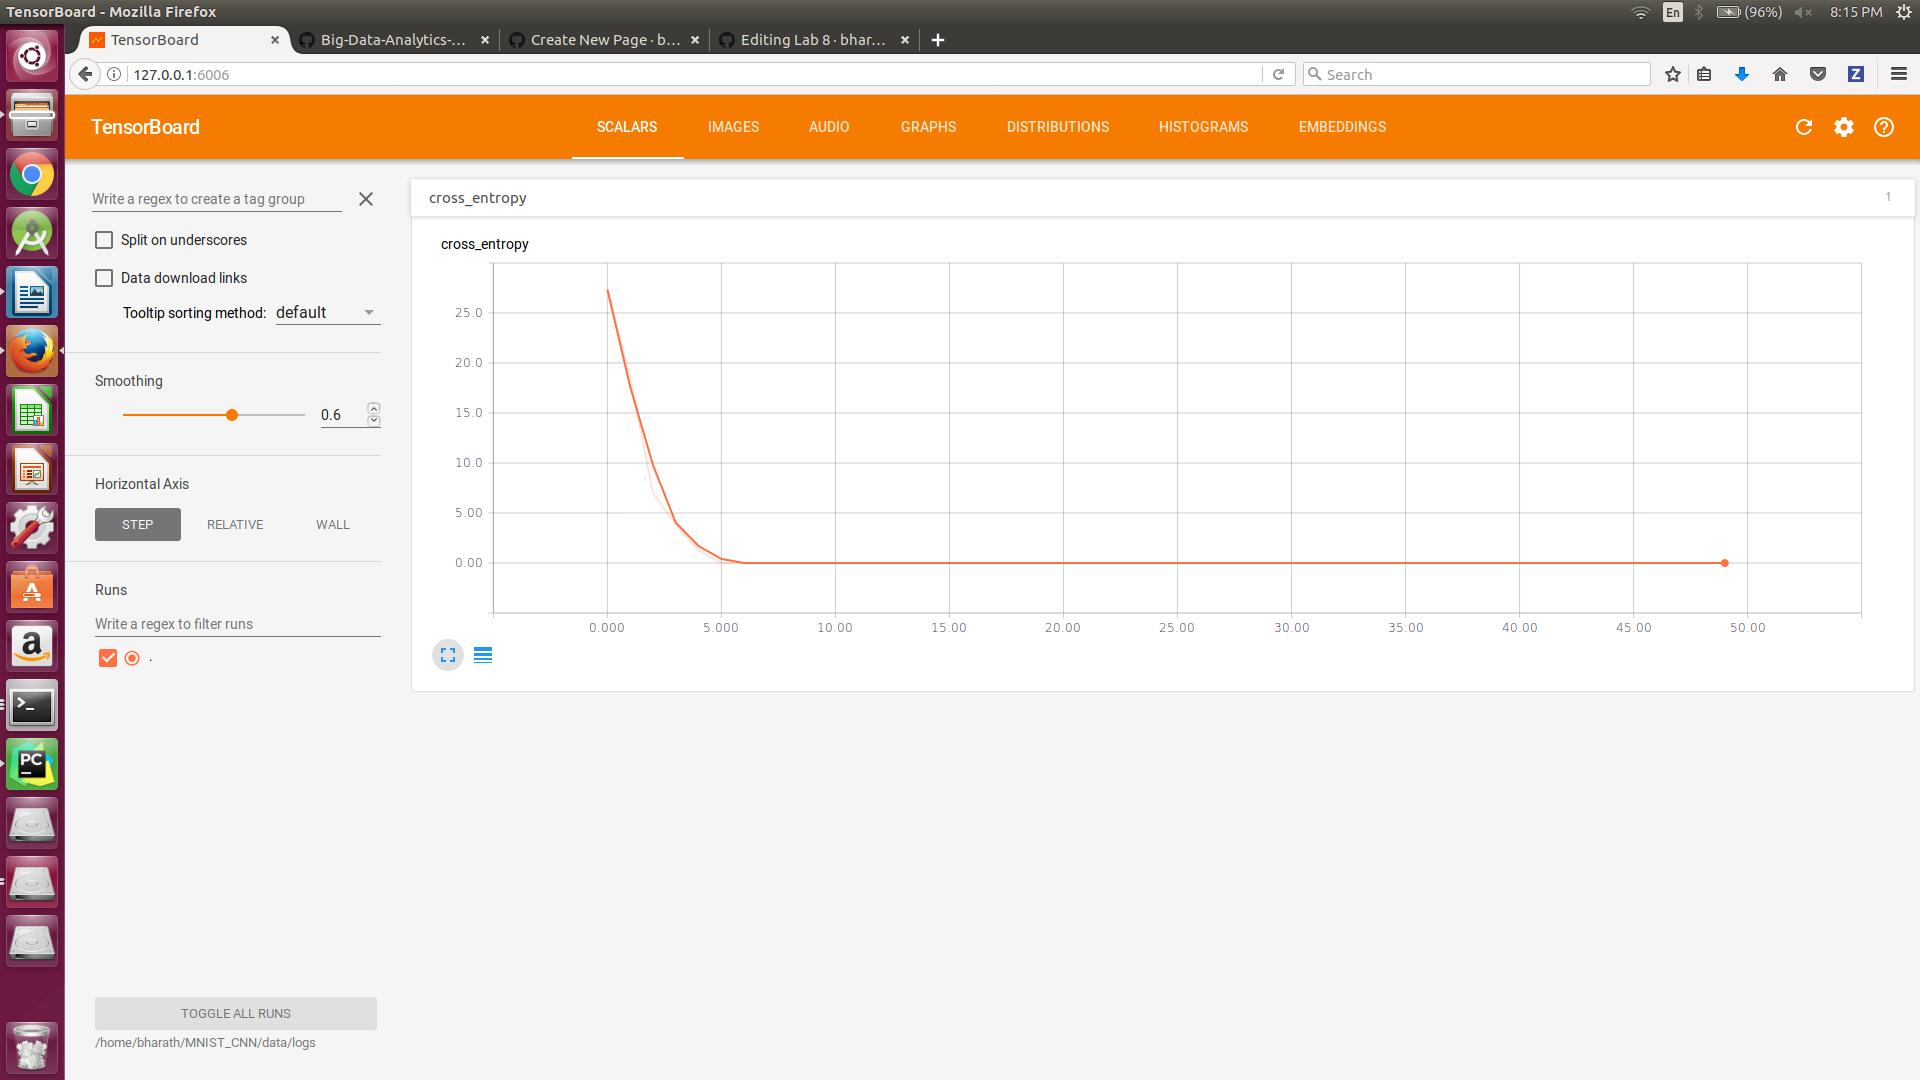 TensorBoard - Mozilla Firefox
En (96%) 8:15 PM
TensorBoard
Big-Data-Analytics-...
Create New Page · b...
Editing Lab 8 · bhar...
127.0.0.1:6006
Search
Z
TensorBoard
SCALARS IMAGES AUDIO GRAPHS DISTRIBUTIONS HISTOGRAMS EMBEDDINGS
Write a regex to create a tag group
Split on underscores
Data download links
Tooltip sorting method: default
Smoothing
0.6
Horizontal Axis
STEP RELATIVE WALL
Runs
Write a regex to filter runs
.
TOGGLE ALL RUNS
/home/bharath/MNIST_CNN/data/logs
cross_entropy 1
cross_entropy
25.0
20.0
15.0
10.0
5.00
0.00
0.000 5.000 10.00 15.00 20.00 25.00 30.00 35.00 40.00 45.00 50.00
A
a
>_
PC